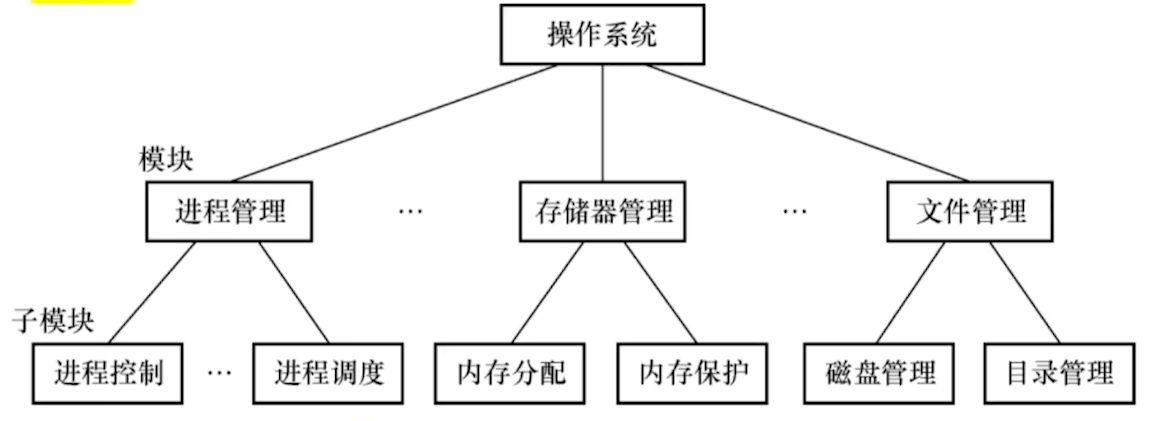 操作系统
模块
进程管理 … 存储器管理 … 文件管理
子模块
进程控制 … 进程调度 内存分配 内存保护 磁盘管理 目录管理